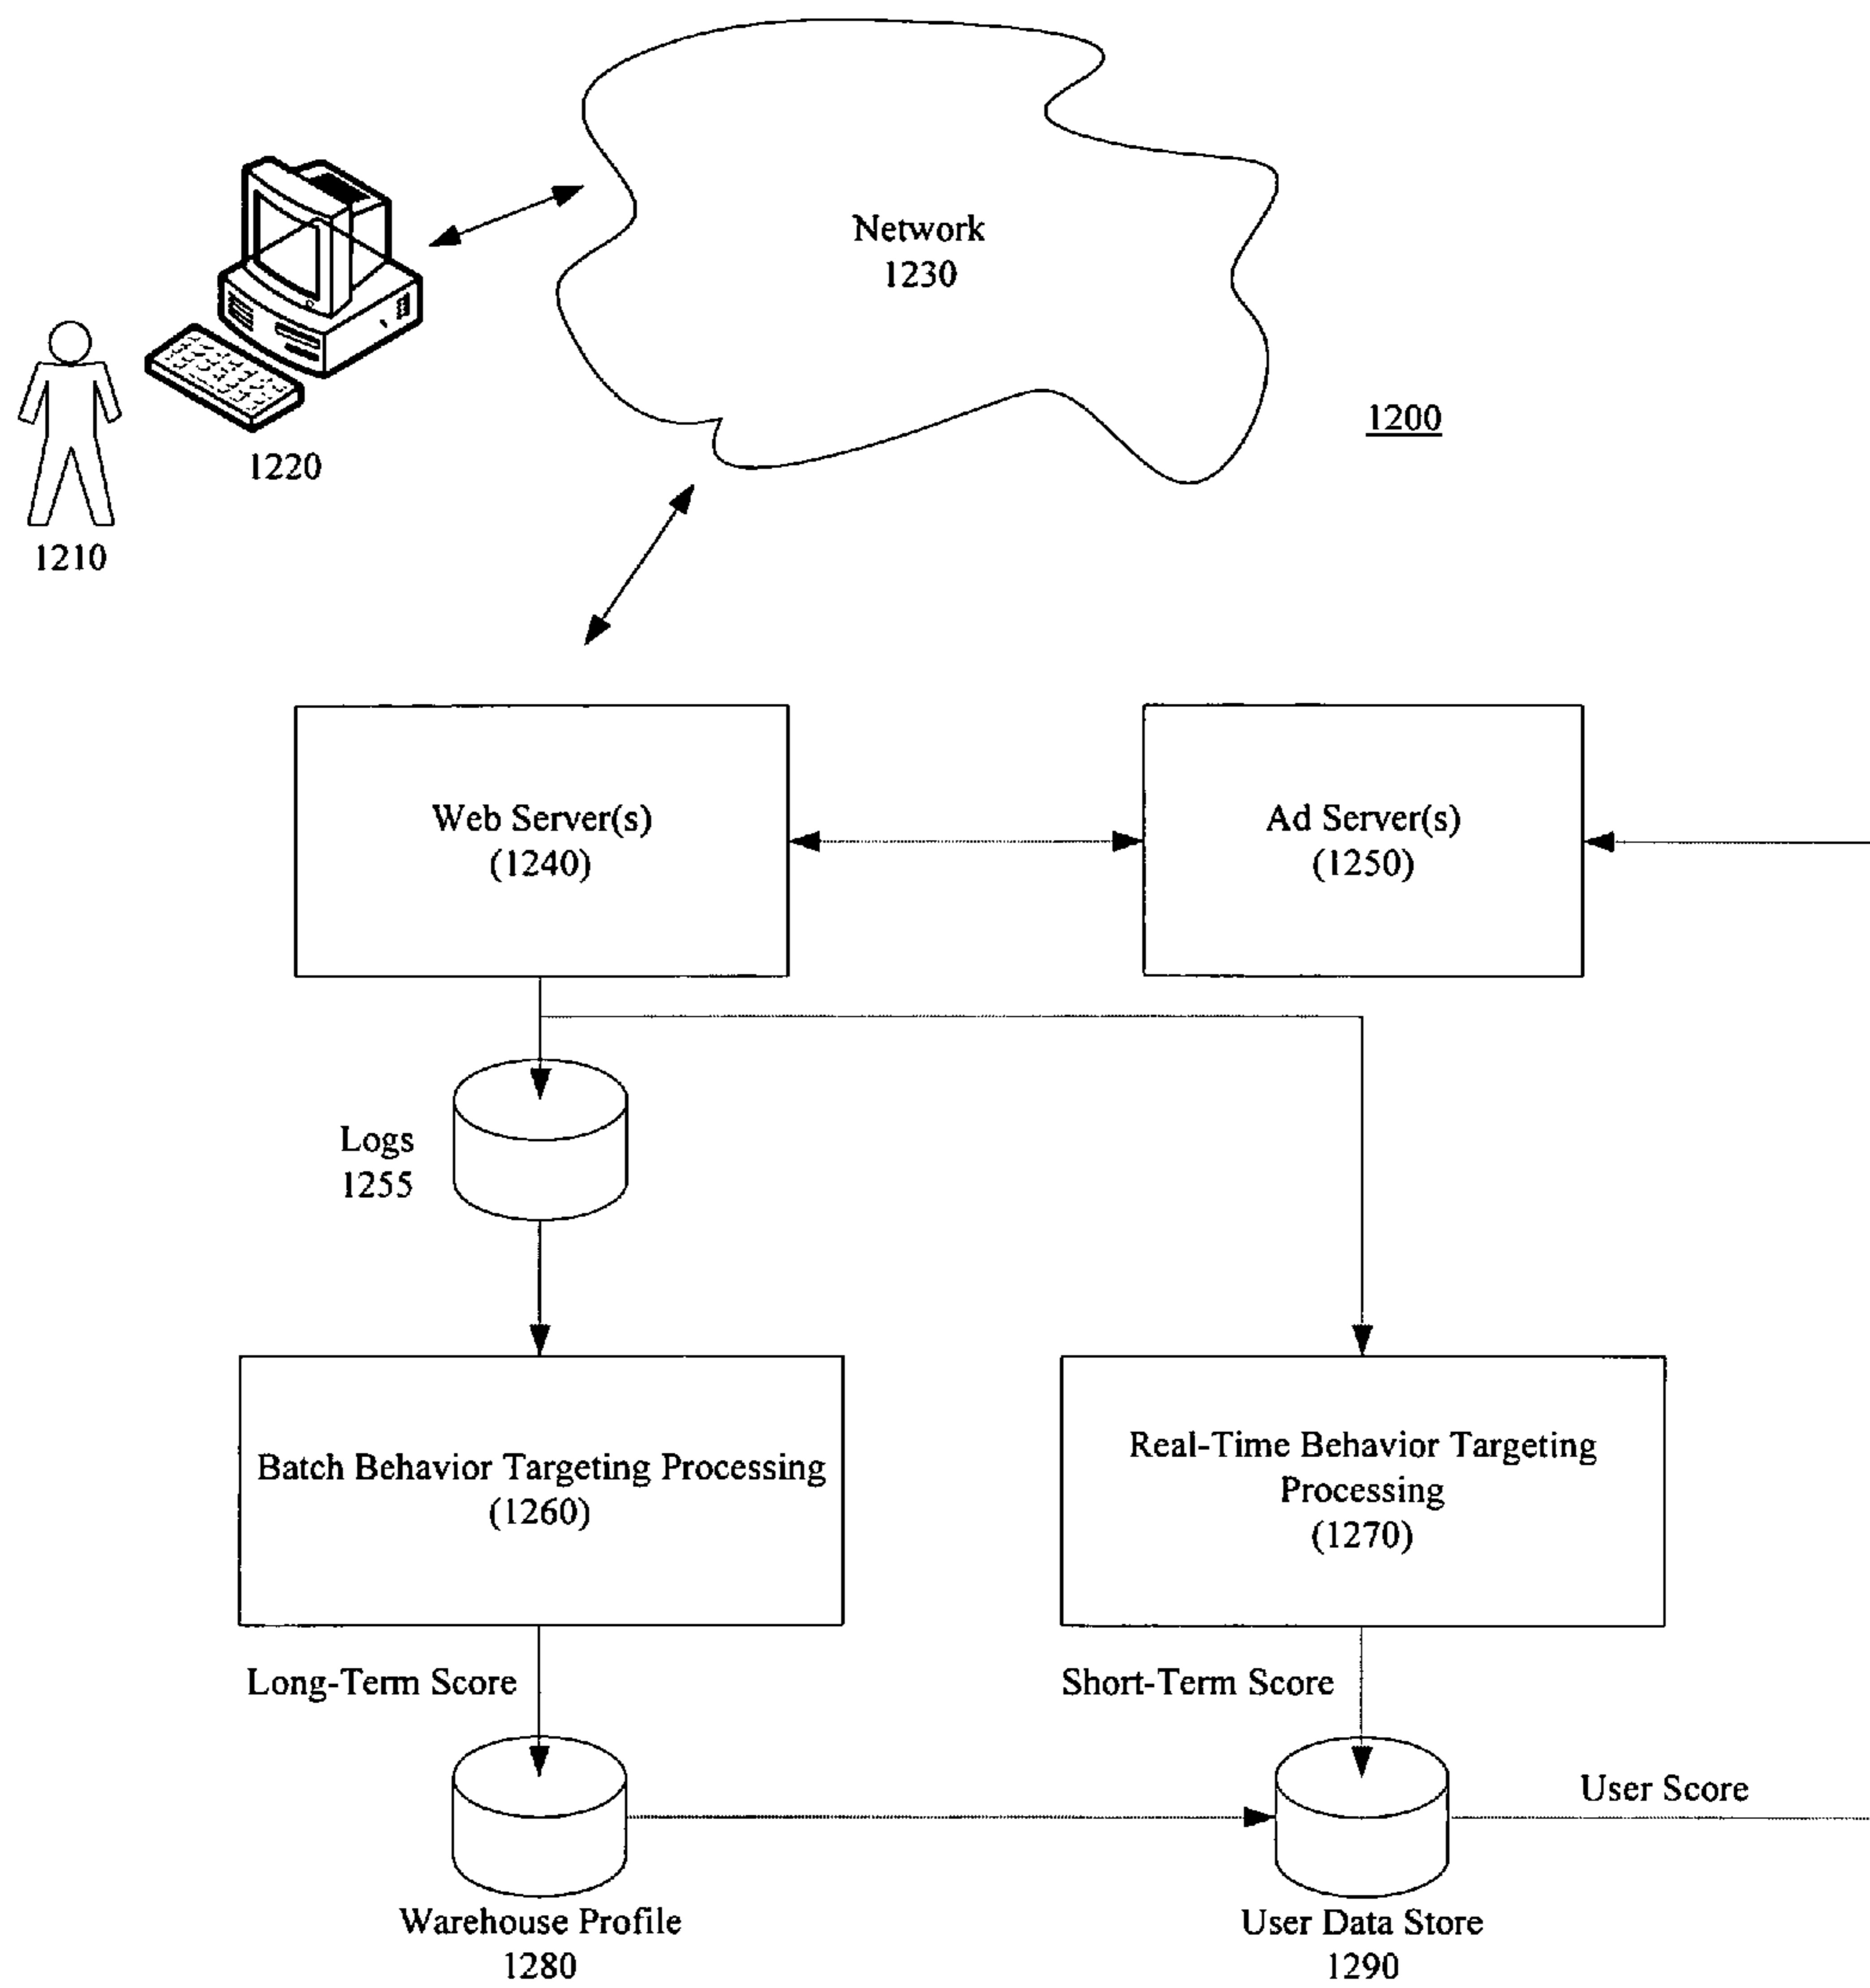 Network
1230
1200
1220
1210
Web Server(s)
(1240)
Ad Server(s)
(1250)
Logs
1255
Batch Behavior Targeting Processing
(1260)
Real-Time Behavior Targeting
Processing
(1270)
Long-Term Score
Short-Term Score
User Score
Warehouse Profile
1280
User Data Store
1290